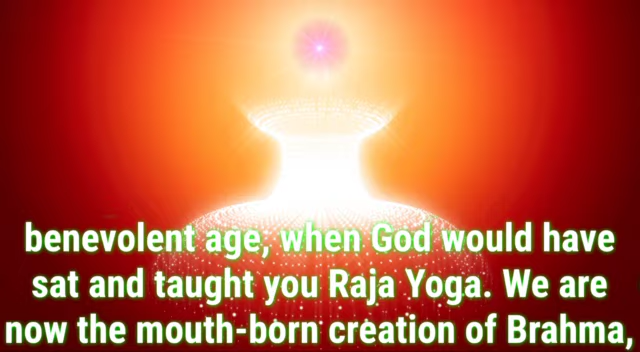 benevolent age, when God would have
sat and taught you Raja Yoga. We are
now the mouth-born creation of Brahma,